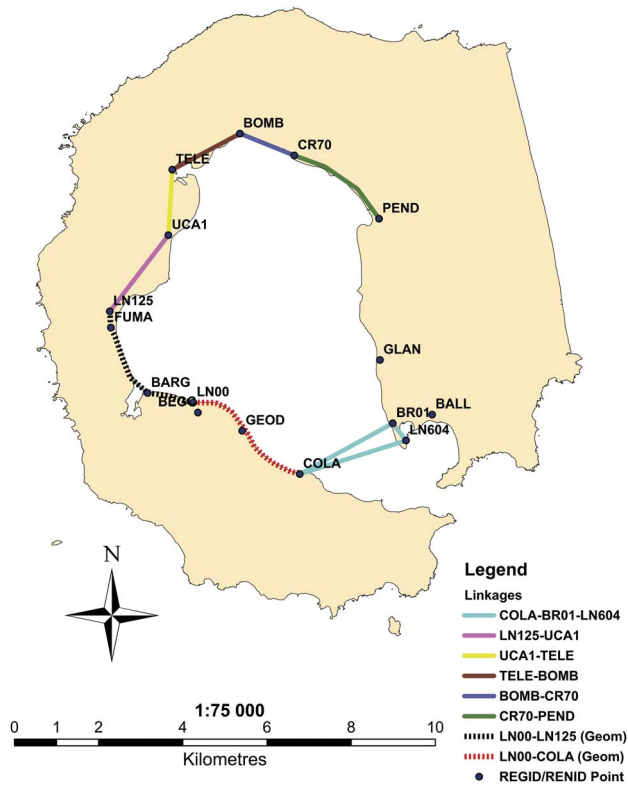 BOMB
CR70
TELE
PEND
UCA1
LN125
FUMA
GLAN
BARG
LN00
BEG
BALL
BR01
GEOD
LN604
COLA
N
Legend
Linkages
COLA-BR01-LN604
LN125-UCA1
UCA1-TELE
TELE-BOMB
BOMB-CR70
CR70-PEND
LN00-LN125 (Geom)
LN00-COLA (Geom)
REGID/RENID Point
1:75 000
0 1 2 4 6 8 10
Kilometres